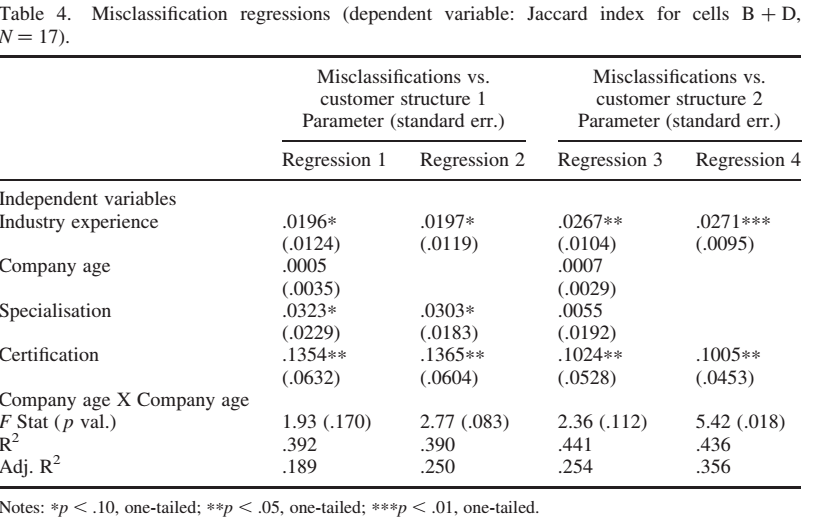 Table 4. Misclassification regressions (dependent variable: Jaccard index for cells B + D,
N = 17).
Misclassifications vs. Misclassifications vs.
customer structure 1 customer structure 2
Parameter (standard err.) Parameter (standard err.)
Regression 1 Regression 2 Regression 3 Regression 4
Independent variables
Industry experience .0196* .0197* .0267** .0271***
(.0124) (.0119) (.0104) (.0095)
Company age .0005 .0007
(.0035) (.0029)
Specialisation .0323* .0303* .0055
(.0229) (.0183) (.0192)
Certification .1354** .1365** .1024** .1005**
(.0632) (.0604) (.0528) (.0453)
Company age X Company age
F Stat (p val.) 1.93 (.170) 2.77 (.083) 2.36 (.112) 5.42 (.018)
R² .392 .390 .441 .436
Adj. R² .189 .250 .254 .356
Notes: *p < .10, one-tailed; **p < .05, one-tailed; ***p < .01, one-tailed.